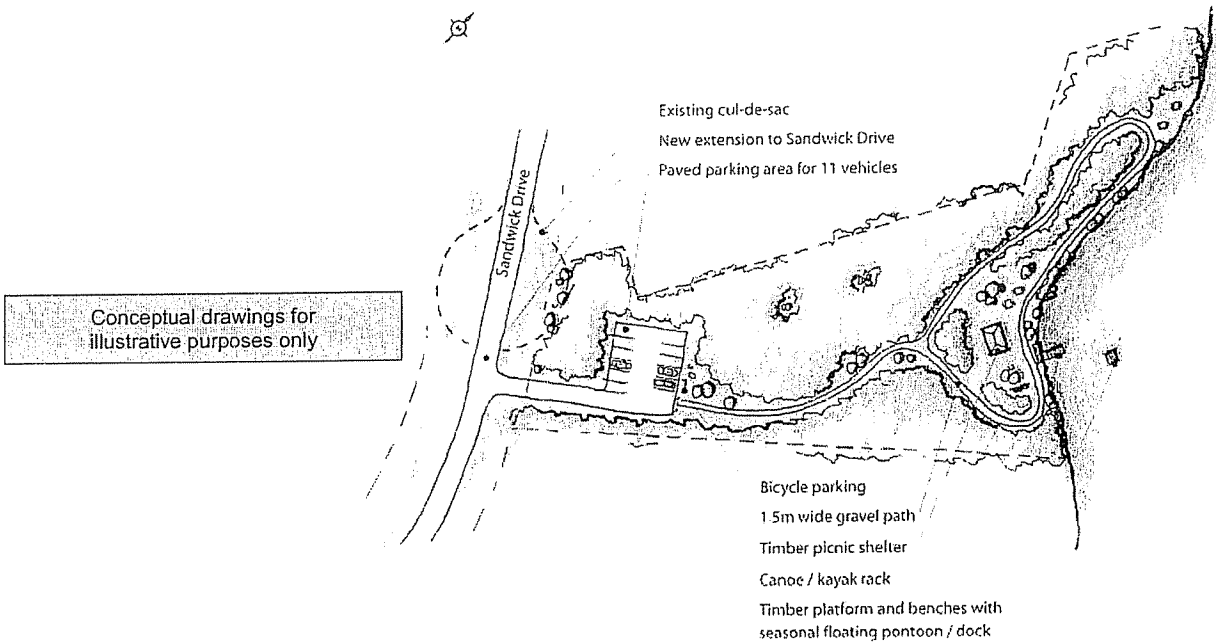 Existing cul-de-sac
New extension to Sandwick Drive
Paved parking area for 11 vehicles
Sandwick Drive
Conceptual drawings for
illustrative purposes only
Bicycle parking
1.5m wide gravel path
Timber picnic shelter
Canoe / kayak rack
Timber platform and benches with
seasonal floating pontoon / dock